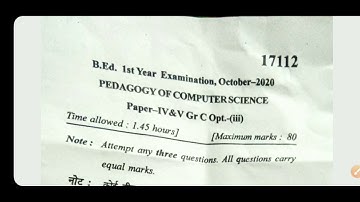 17112
B.Ed. 1st Year Examination, October–2020
PEDAGOGY OF COMPUTER SCIENCE
Paper–IV&V Gr C Opt.-(iii)
Time allowed : 1.45 hours] [Maximum marks : 80
Note : Attempt any three questions. All questions carry
equal marks.
नोट :